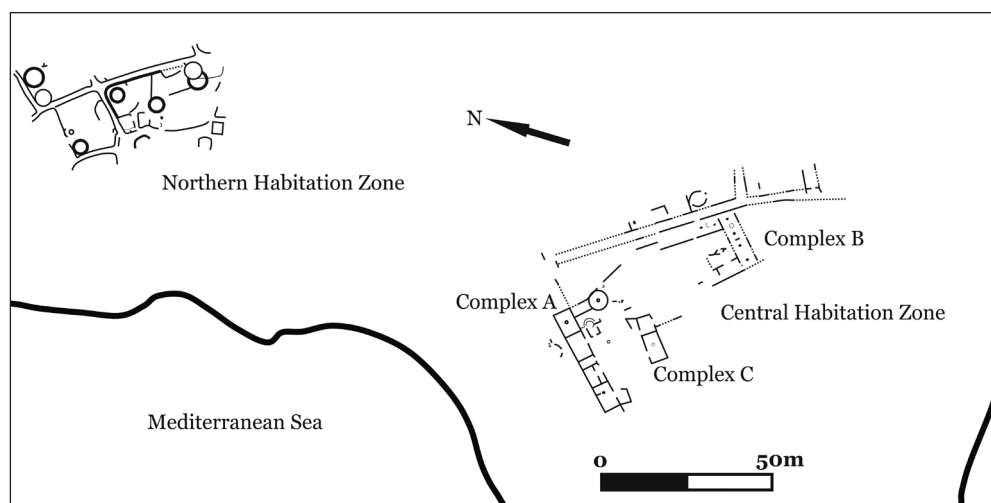 N
Northern Habitation Zone
Complex B
Complex A
Central Habitation Zone
Complex C
Mediterranean Sea
0 50m